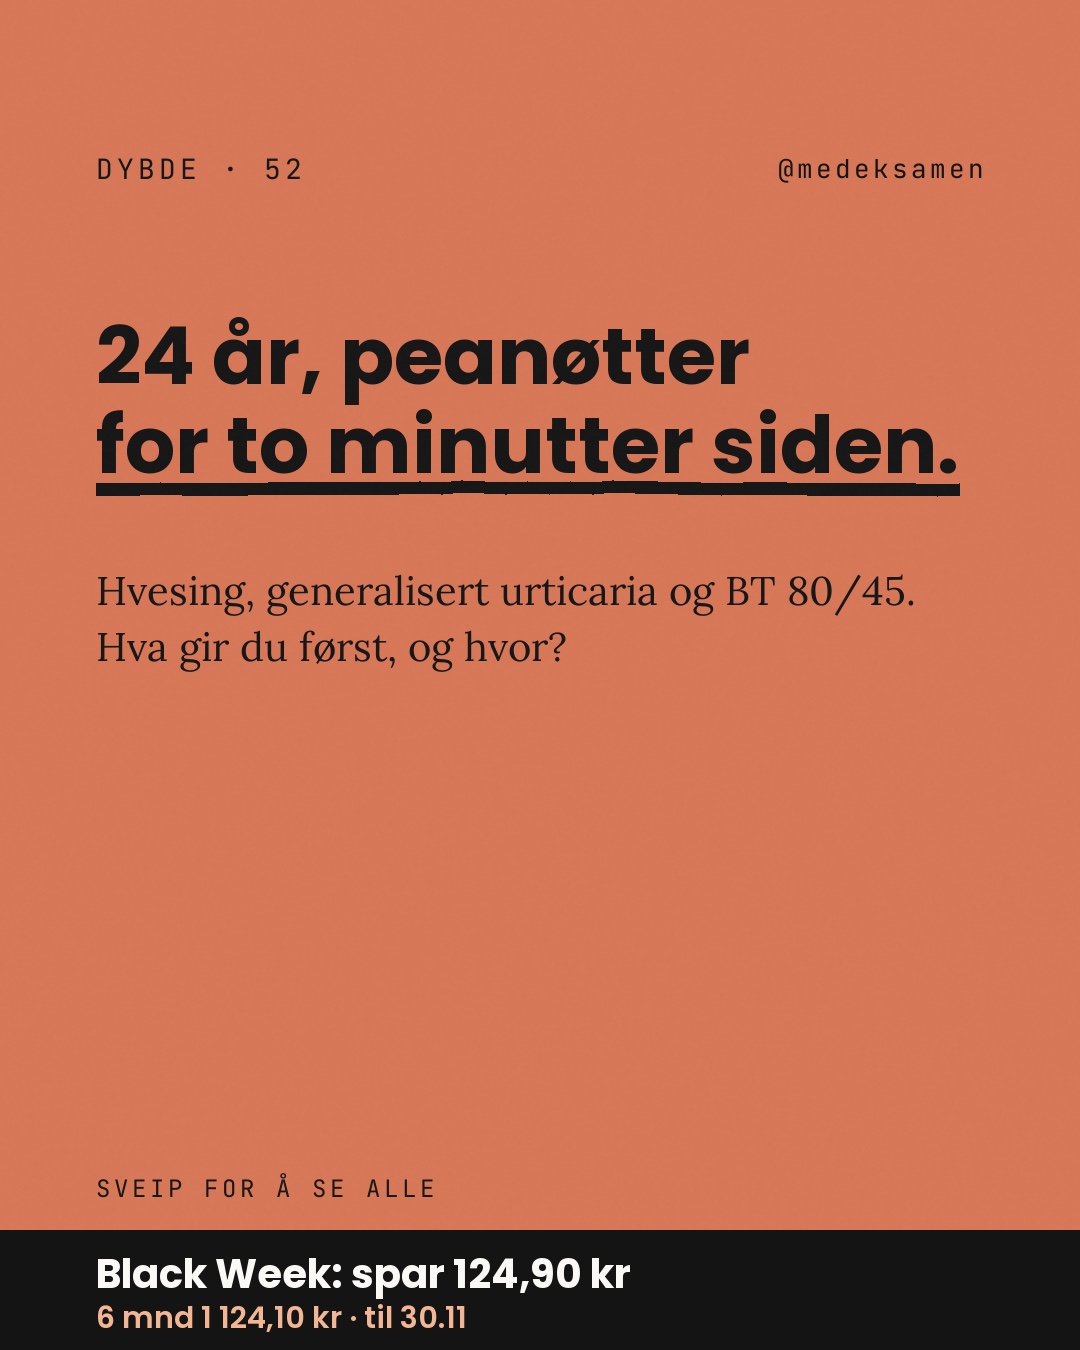 DYBDE · 52
@medeksamen
24 år, peanøtter
for to minutter siden.
Hvesing, generalisert urticaria og BT 80/45.
Hva gir du først, og hvor?
SVEIP FOR Å SE ALLE
Black Week: spar 124,90 kr
6 mnd 1 124,10 kr · til 30.11